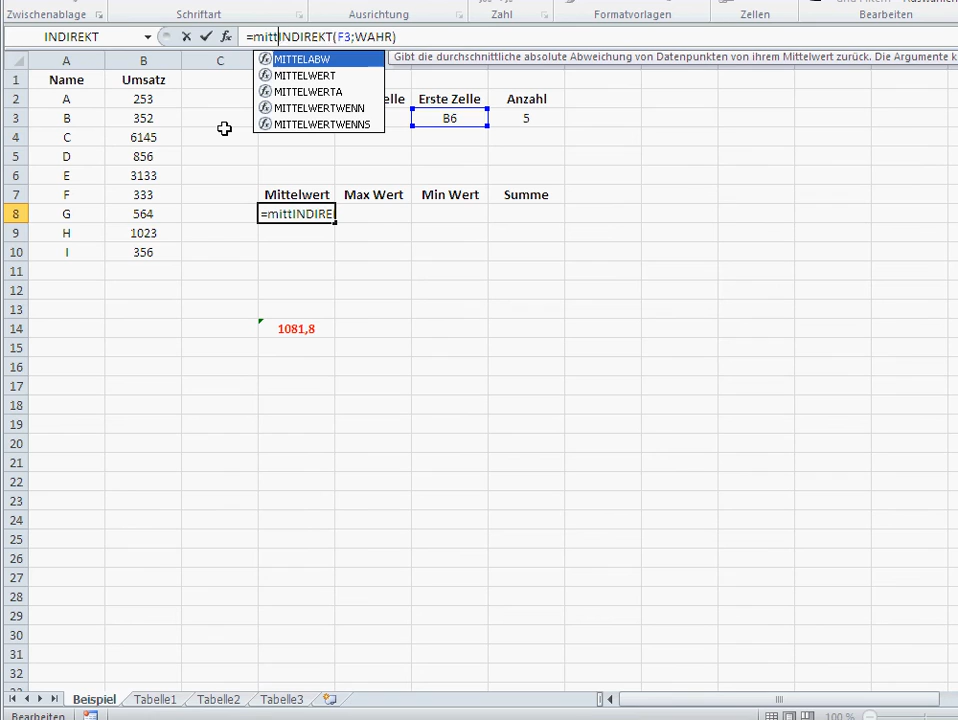 Zwischenablage Schriftart Ausrichtung Zahl Formatvorlagen Zellen Bearbeiten
INDIREKT =mittINDIREKT(F3;WAHR)
MITTELABW
MITTELWERT
MITTELWERTA
MITTELWERTWENN
MITTELWERTWENNS
Gibt die durchschnittliche absolute Abweichung von Datenpunkten von ihrem Mittelwert zurück. Die Argumente k
A B C
1 Name Umsatz
2 A 253 Erste Zelle Anzahl
3 B 352 B6 5
4 C 6145
5 D 856
6 E 3133
7 F 333 Mittelwert Max Wert Min Wert Summe
8 G 564 =mittINDIRE
9 H 1023
10 I 356
11
12
13
14 1081,8
15
16
17
18
19
20
21
22
23
24
25
26
27
28
29
30
31
32
Beispiel Tabelle1 Tabelle2 Tabelle3
Bearbeiten 100 %